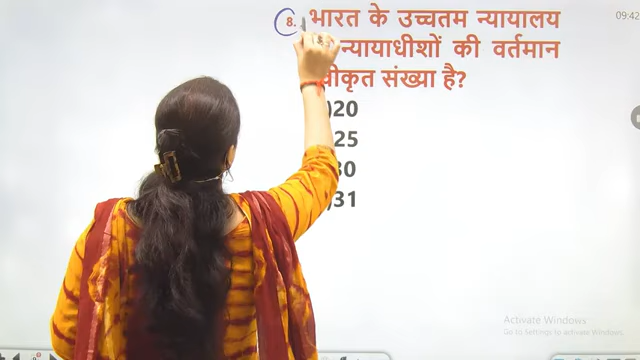 8. भारत के उच्चतम न्यायालय
न्यायाधीशों की वर्तमान
संख्या है?
)20
25
30
)31
09:42
Activate Windows
Go to Settings to activate Windows.